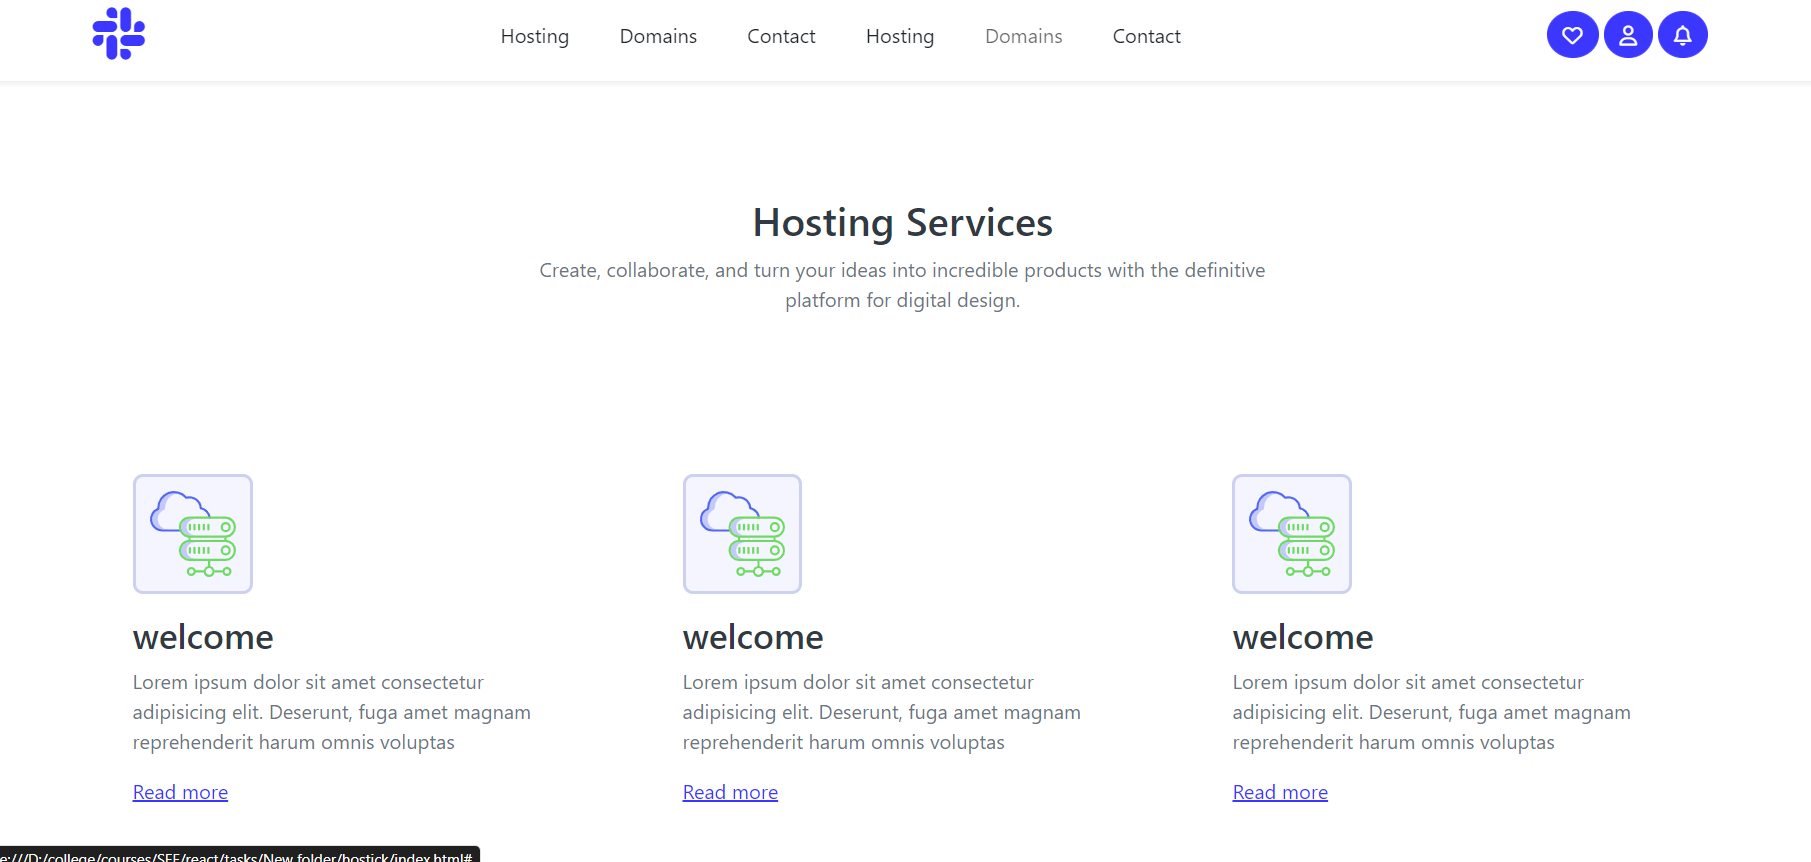 Hosting Domains Contact Hosting Domains Contact
Hosting Services
Create, collaborate, and turn your ideas into incredible products with the definitive
platform for digital design.
welcome
Lorem ipsum dolor sit amet consectetur
adipisicing elit. Deserunt, fuga amet magnam
reprehenderit harum omnis voluptas
Read more
welcome
Lorem ipsum dolor sit amet consectetur
adipisicing elit. Deserunt, fuga amet magnam
reprehenderit harum omnis voluptas
Read more
welcome
Lorem ipsum dolor sit amet consectetur
adipisicing elit. Deserunt, fuga amet magnam
reprehenderit harum omnis voluptas
Read more
e:///D:/college/courses/SEF/react/tasks/New folder/hostick/index.html#